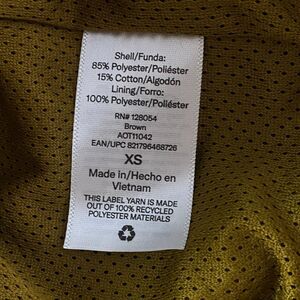 Shell/Funda:
85% Polyester/Poliéster
15% Cotton/Algodón
Lining/Forro:
100% Polyester/Poliéster
RN# 128054
Brown
AOT11042
EAN/UPC 821796468726
XS
Made in/Hecho en
Vietnam
THIS LABEL YARN IS MADE
OUT OF 100% RECYCLED
POLYESTER MATERIALS